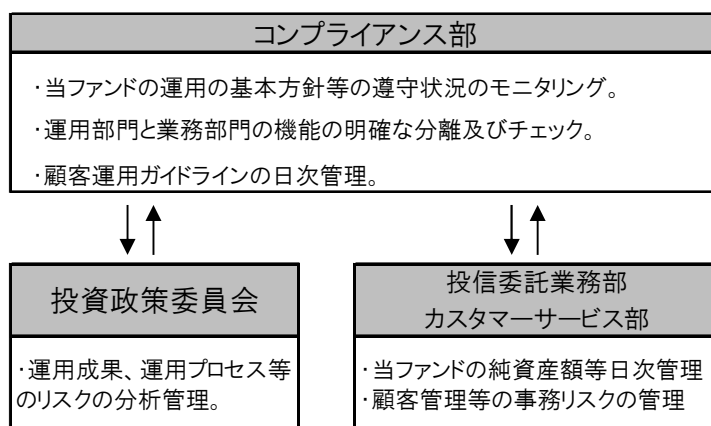 コンプライアンス部
・当ファンドの運用の基本方針等の遵守状況のモニタリング。
・運用部門と業務部門の機能の明確な分離及びチェック。
・顧客運用ガイドラインの日次管理。
投資政策委員会
・運用成果、運用プロセス等
のリスクの分析管理。
投信委託業務部
カスタマーサービス部
・当ファンドの純資産額等日次管理
・顧客管理等の事務リスクの管理